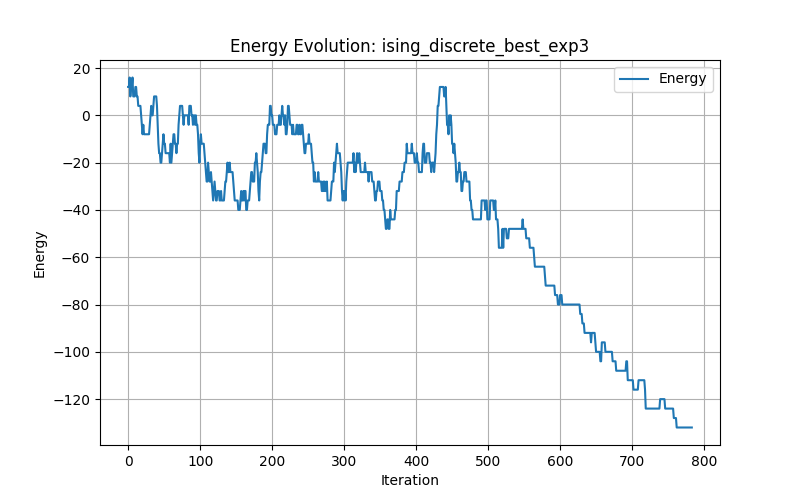 Energy Evolution: ising_discrete_best_exp3
Energy
20
0
−20
−40
−60
−80
−100
−120
Energy
0 100 200 300 400 500 600 700 800
Iteration